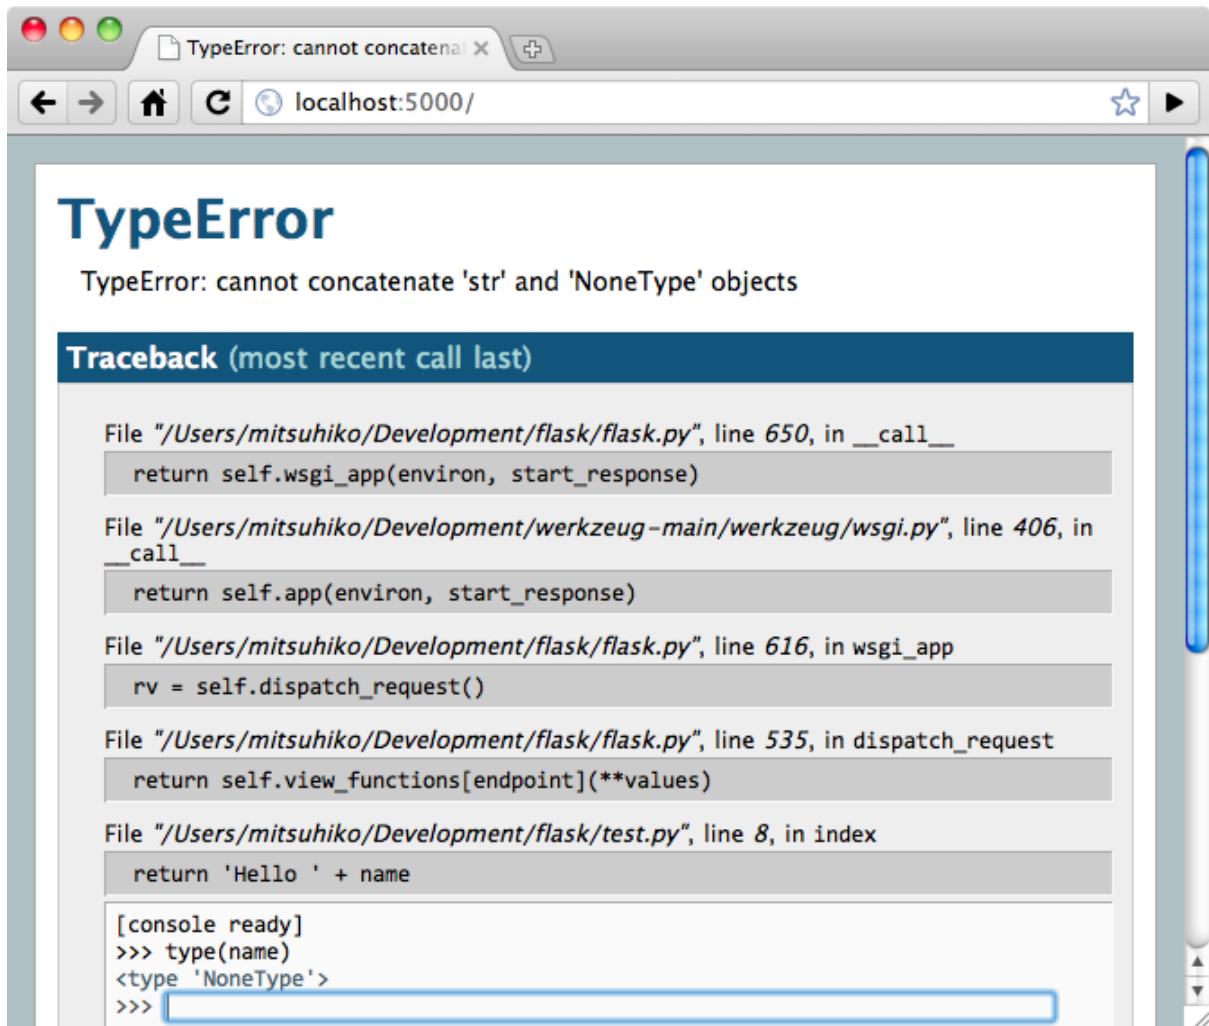 TypeError: cannot concatenat
localhost:5000/
TypeError
TypeError: cannot concatenate 'str' and 'NoneType' objects
Traceback (most recent call last)
File "/Users/mitsuhiko/Development/flask/flask.py", line 650, in __call__
return self.wsgi_app(environ, start_response)
File "/Users/mitsuhiko/Development/werkzeug-main/werkzeug/wsgi.py", line 406, in
__call__
return self.app(environ, start_response)
File "/Users/mitsuhiko/Development/flask/flask.py", line 616, in wsgi_app
rv = self.dispatch_request()
File "/Users/mitsuhiko/Development/flask/flask.py", line 535, in dispatch_request
return self.view_functions[endpoint](**values)
File "/Users/mitsuhiko/Development/flask/test.py", line 8, in index
return 'Hello ' + name
[console ready]
>>> type(name)
<type 'NoneType'>
>>>